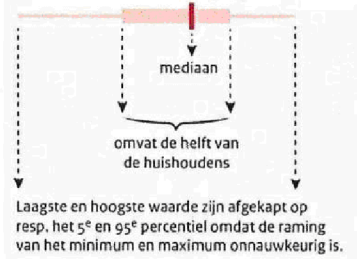 mediaan
omvat de helft van
de huishoudens
Laagste en hoogste waarde zijn afgekapt op
resp. het 5e en 95e percentiel omdat de raming
van het minimum en maximum onnauwkeurig is.